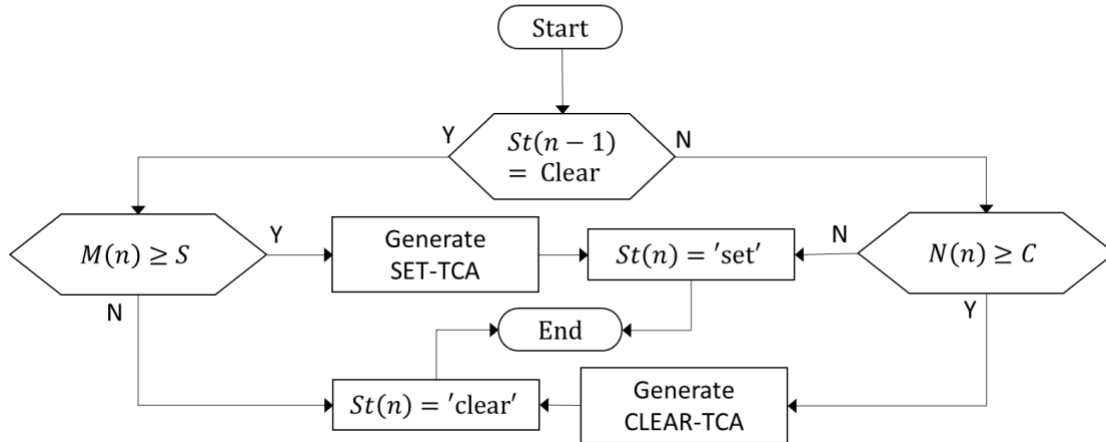 Start
Y
N
St(n − 1)
= Clear
M(n) ≥ S
Y
Generate
SET-TCA
St(n) = ′set′
N
N(n) ≥ C
N
Y
End
St(n) = ′clear′
Generate
CLEAR-TCA